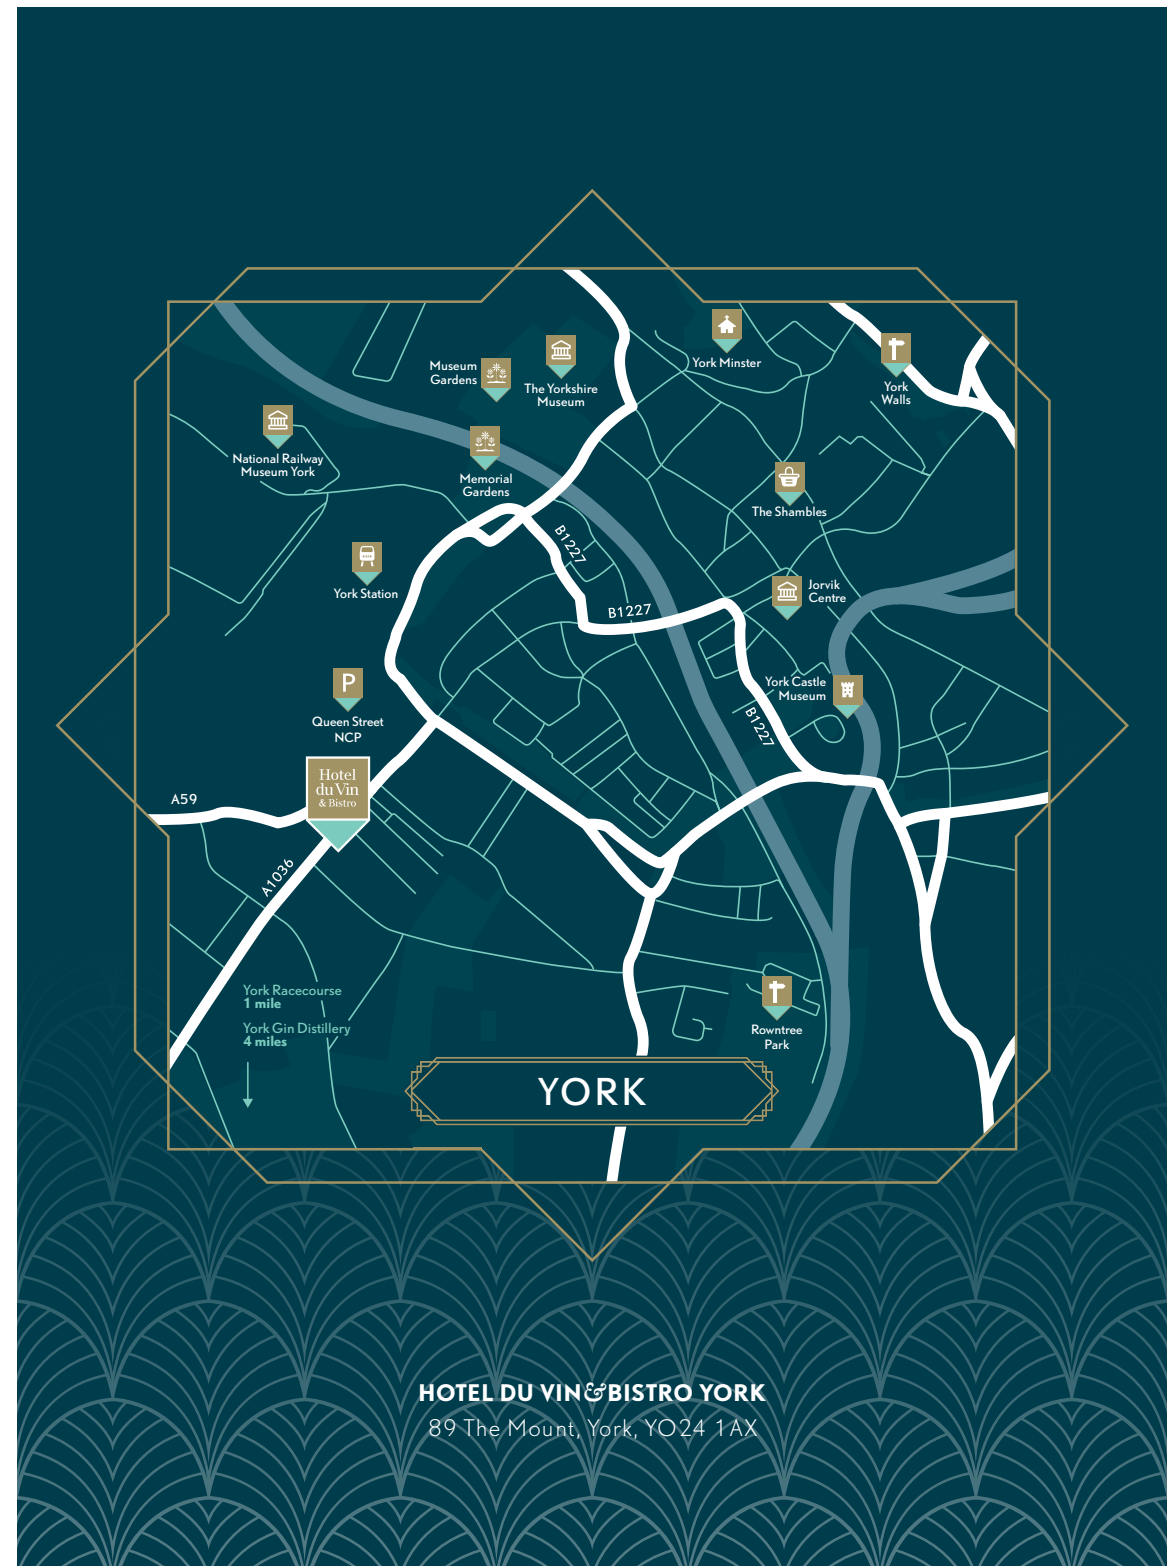 York Minster
Museum
Gardens
The Yorkshire
Museum
York
Walls
National Railway
Museum York
Memorial
Gardens
The Shambles
B1227
York Station
Jorvik
Centre
B1227
York Castle
Museum
P
Queen Street
NCP
B1227
Hotel
du Vin
& Bistro
A59
A1036
York Racecourse
1 mile
York Gin Distillery
4 miles
Rowntree
Park
YORK
HOTEL DU VIN & BISTRO YORK
89 The Mount, York, YO24 1AX